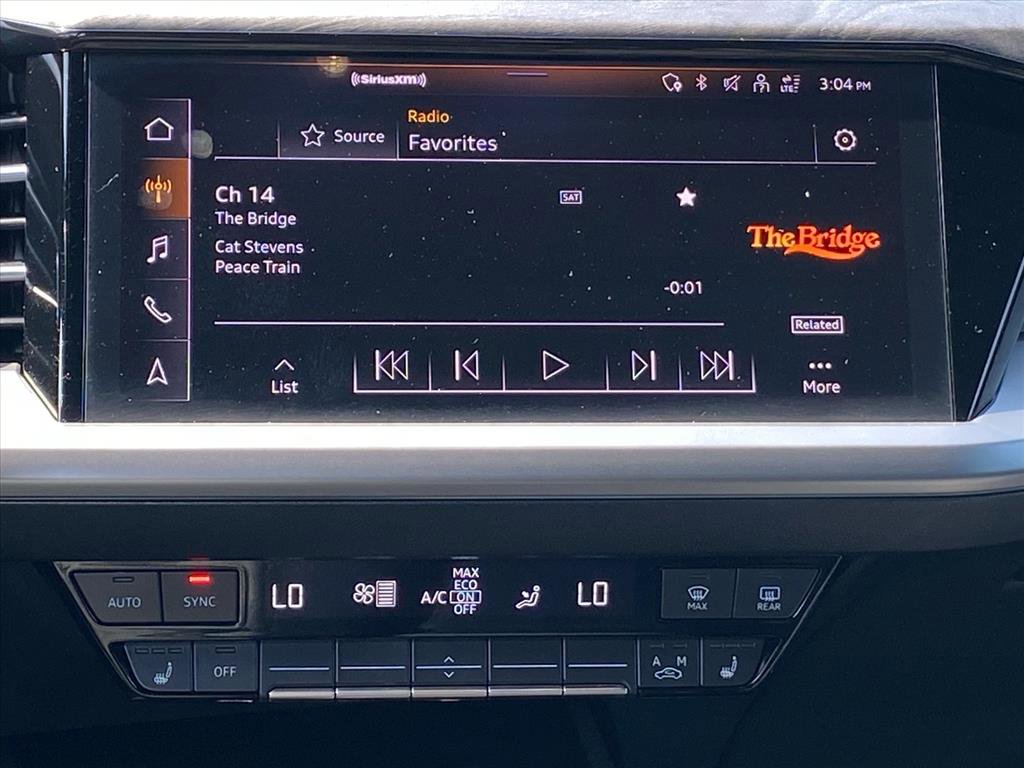 ((SiriusXM))
LTE
3:04 PM
Source
Radio
Favorites
Ch 14
SAT
The Bridge
The Bridge
Cat Stevens
Peace Train
-0:01
Related
List
More
AUTO
SYNC
LO
A/C
MAX
ECO
ON
OFF
LO
MAX
REAR
OFF
A M